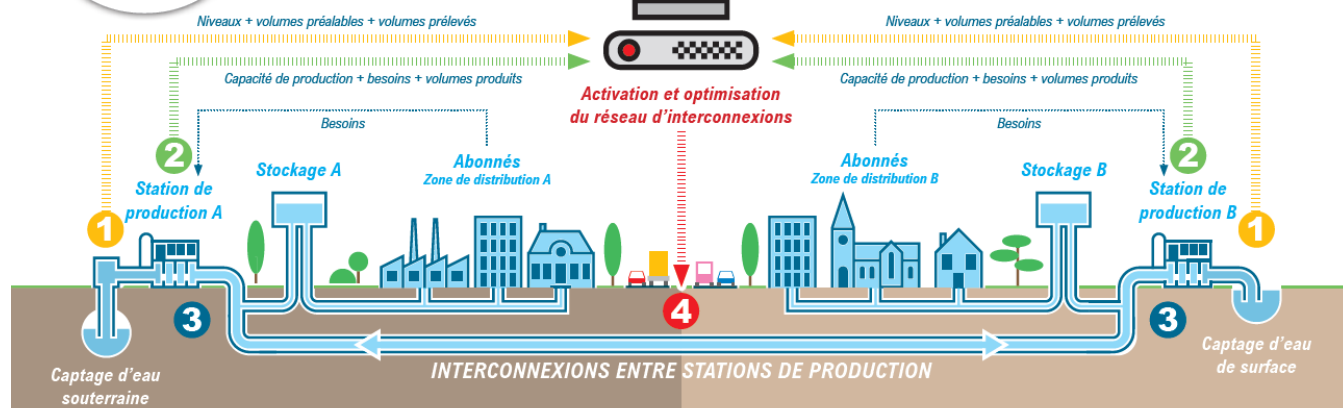 Niveaux + volumes préalables + volumes prélevés
Niveaux + volumes préalables + volumes prélevés
Capacité de production + besoins + volumes produits
Capacité de production + besoins + volumes produits
Activation et optimisation
du réseau d'interconnexions
Besoins
Besoins
2
2
Stockage A
Abonnés
Zone de distribution A
Abonnés
Zone de distribution B
Stockage B
Station de
production A
Station de
production B
1
1
3
4
3
Captage d'eau
souterraine
INTERCONNEXIONS ENTRE STATIONS DE PRODUCTION
Captage d'eau
de surface